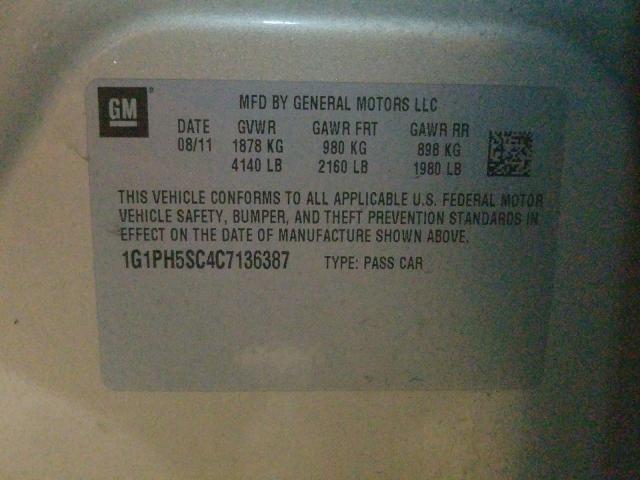 GM
MFD BY GENERAL MOTORS LLC
DATE GVWR GAWR FRT GAWR RR
08/11 1878 KG 980 KG 898 KG
4140 LB 2160 LB 1980 LB
THIS VEHICLE CONFORMS TO ALL APPLICABLE U.S. FEDERAL MOTOR
VEHICLE SAFETY, BUMPER, AND THEFT PREVENTION STANDARDS IN
EFFECT ON THE DATE OF MANUFACTURE SHOWN ABOVE.
1G1PH5SC4C7136387 TYPE: PASS CAR